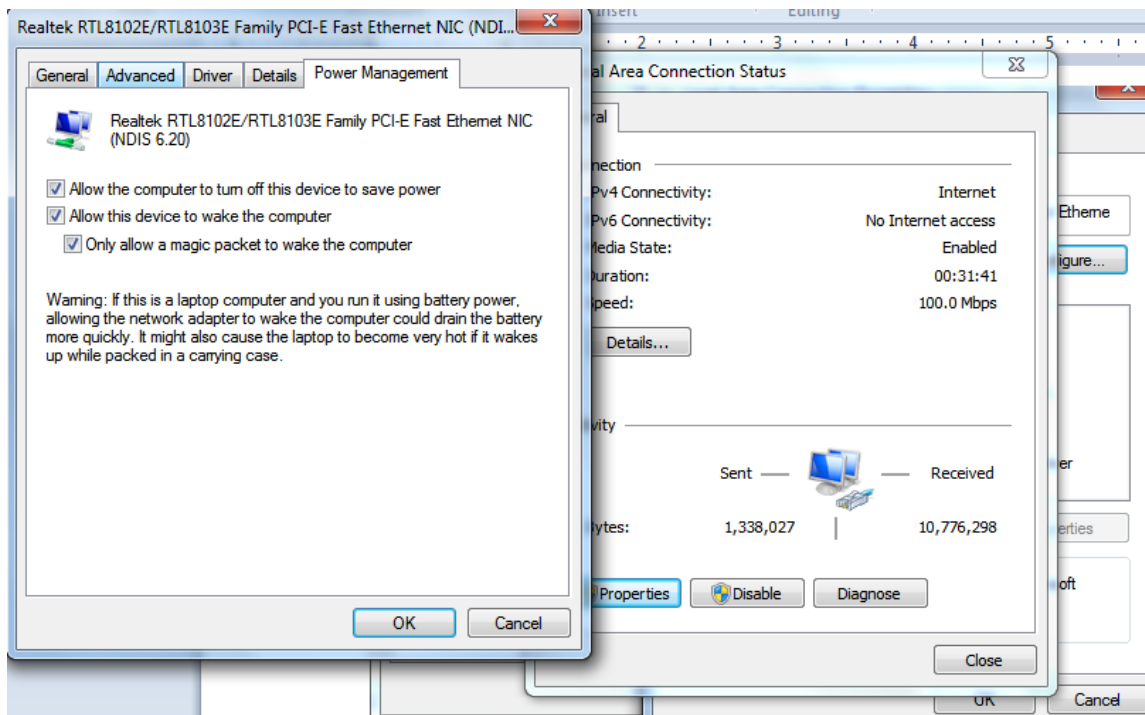 Realtek RTL8102E/RTL8103E Family PCI-E Fast Ethernet NIC (NDI...
General Advanced Driver Details Power Management
Realtek RTL8102E/RTL8103E Family PCI-E Fast Ethernet NIC
(NDIS 6.20)
Allow the computer to turn off this device to save power
Allow this device to wake the computer
Only allow a magic packet to wake the computer
Warning: If this is a laptop computer and you run it using battery power,
allowing the network adapter to wake the computer could drain the battery
more quickly. It might also cause the laptop to become very hot if it wakes
up while packed in a carrying case.
OK Cancel
Insert Editing
2 3 4 5
al Area Connection Status
ral
nection
Pv4 Connectivity: Internet
Pv6 Connectivity: No Internet access
Media State: Enabled
Duration: 00:31:41
Speed: 100.0 Mbps
Details...
vity
Sent Received
Bytes: 1,338,027 10,776,298
Properties Disable Diagnose
Close
Etherne
igure...
er
erties
oft
OK Cancel